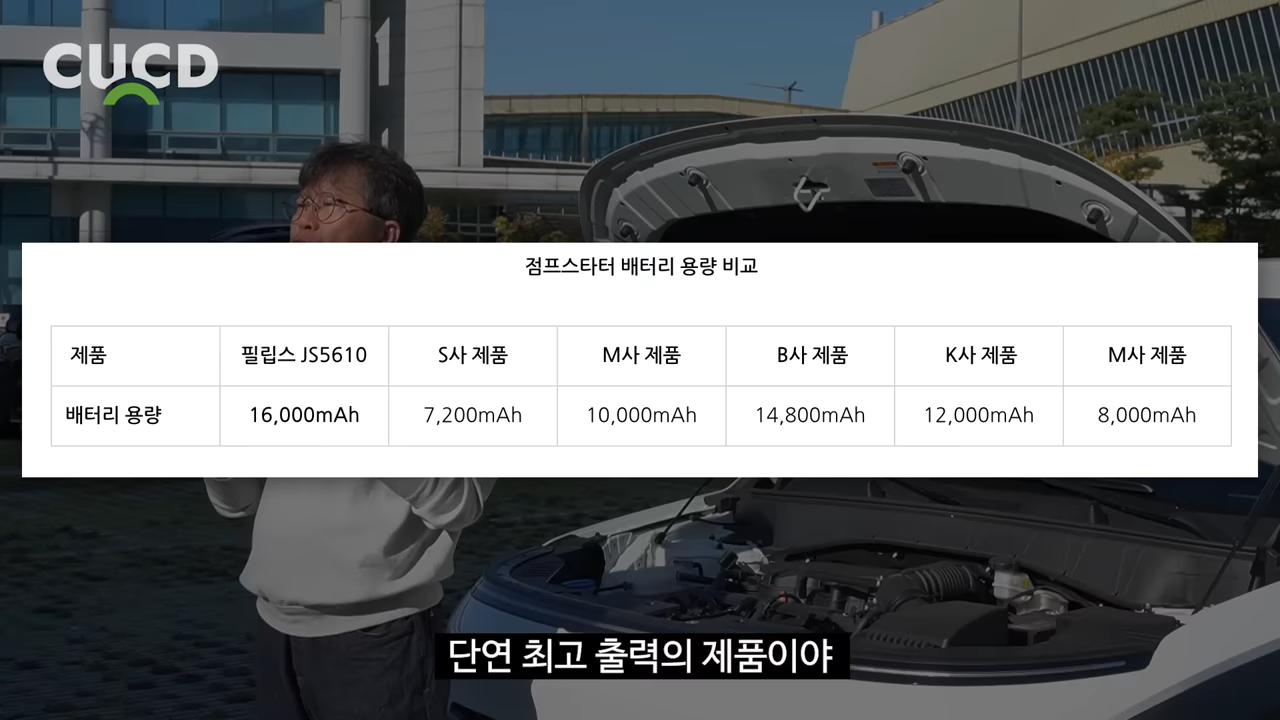 CUCD
점프스타터 배터리 용량 비교
제품 필립스 JS5610 S사 제품 M사 제품 B사 제품 K사 제품 M사 제품
배터리 용량 16,000mAh 7,200mAh 10,000mAh 14,800mAh 12,000mAh 8,000mAh
단연 최고 출력의 제품이야